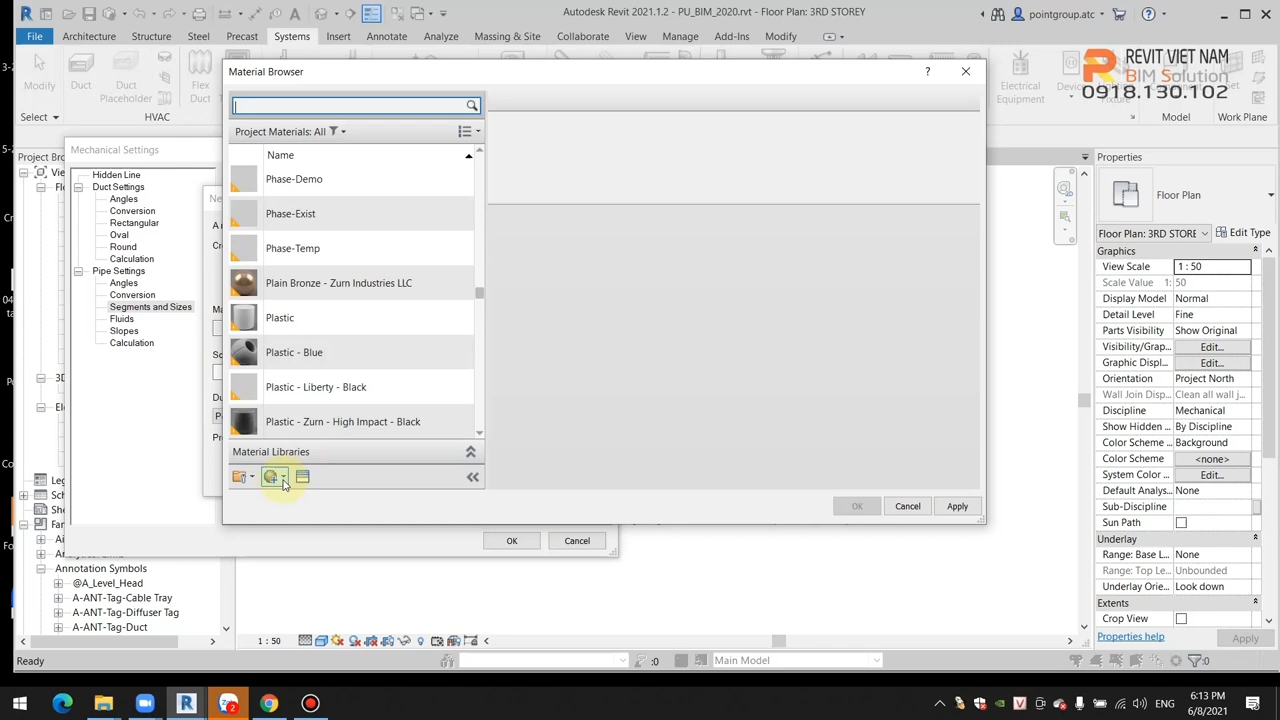 Autodesk Revit 2021.1.2 - PU_BIM_2020.rvt - Floor Plan: 3RD STOREY
pointgroup.atc
File Architecture Structure Steel Precast Systems Insert Annotate Analyze Massing & Site Collaborate View Manage Add-Ins Modify
REVIT VIET NAM
BIM Solution
0918.130.102
Modify
Duct
Duct
Placeholder
Flex
Duct
Electrical
Equipment
Select
HVAC
Model
Work Plane
Mechanical Settings
Hidden Line
Duct Settings
Angles
Conversion
Rectangular
Oval
Round
Calculation
Pipe Settings
Angles
Conversion
Segments and Sizes
Fluids
Slopes
Calculation
OK
Cancel
Material Browser
?
Project Materials: All
Name
Phase-Demo
Phase-Exist
Phase-Temp
Plain Bronze - Zurn Industries LLC
Plastic
Plastic - Blue
Plastic - Liberty - Black
Plastic - Zurn - High Impact - Black
Material Libraries
OK
Cancel
Apply
@A_Level_Head
Annotation Symbols
A-ANT-Tag-Cable Tray
A-ANT-Tag-Diffuser Tag
A-ANT-Tag-Duct
Properties
Floor Plan
Floor Plan: 3RD STORE
Edit Type
Graphics
View Scale 1 : 50
Scale Value 1: 50
Display Model Normal
Detail Level Fine
Parts Visibility Show Original
Visibility/Grap... Edit...
Graphic Displ... Edit...
Orientation Project North
Wall Join Disp... Clean all wall j...
Discipline Mechanical
Show Hidden ... By Discipline
Color Scheme ... Background
Color Scheme <none>
System Color ... Edit...
Default Analys... None
Sub-Discipline
Sun Path
Underlay
Range: Base L... None
Range: Top Le... Unbounded
Underlay Orie... Look down
Extents
Crop View
Properties help
Apply
1 : 50
Ready
:0
Main Model
:0
2
ENG
6:13 PM
6/8/2021